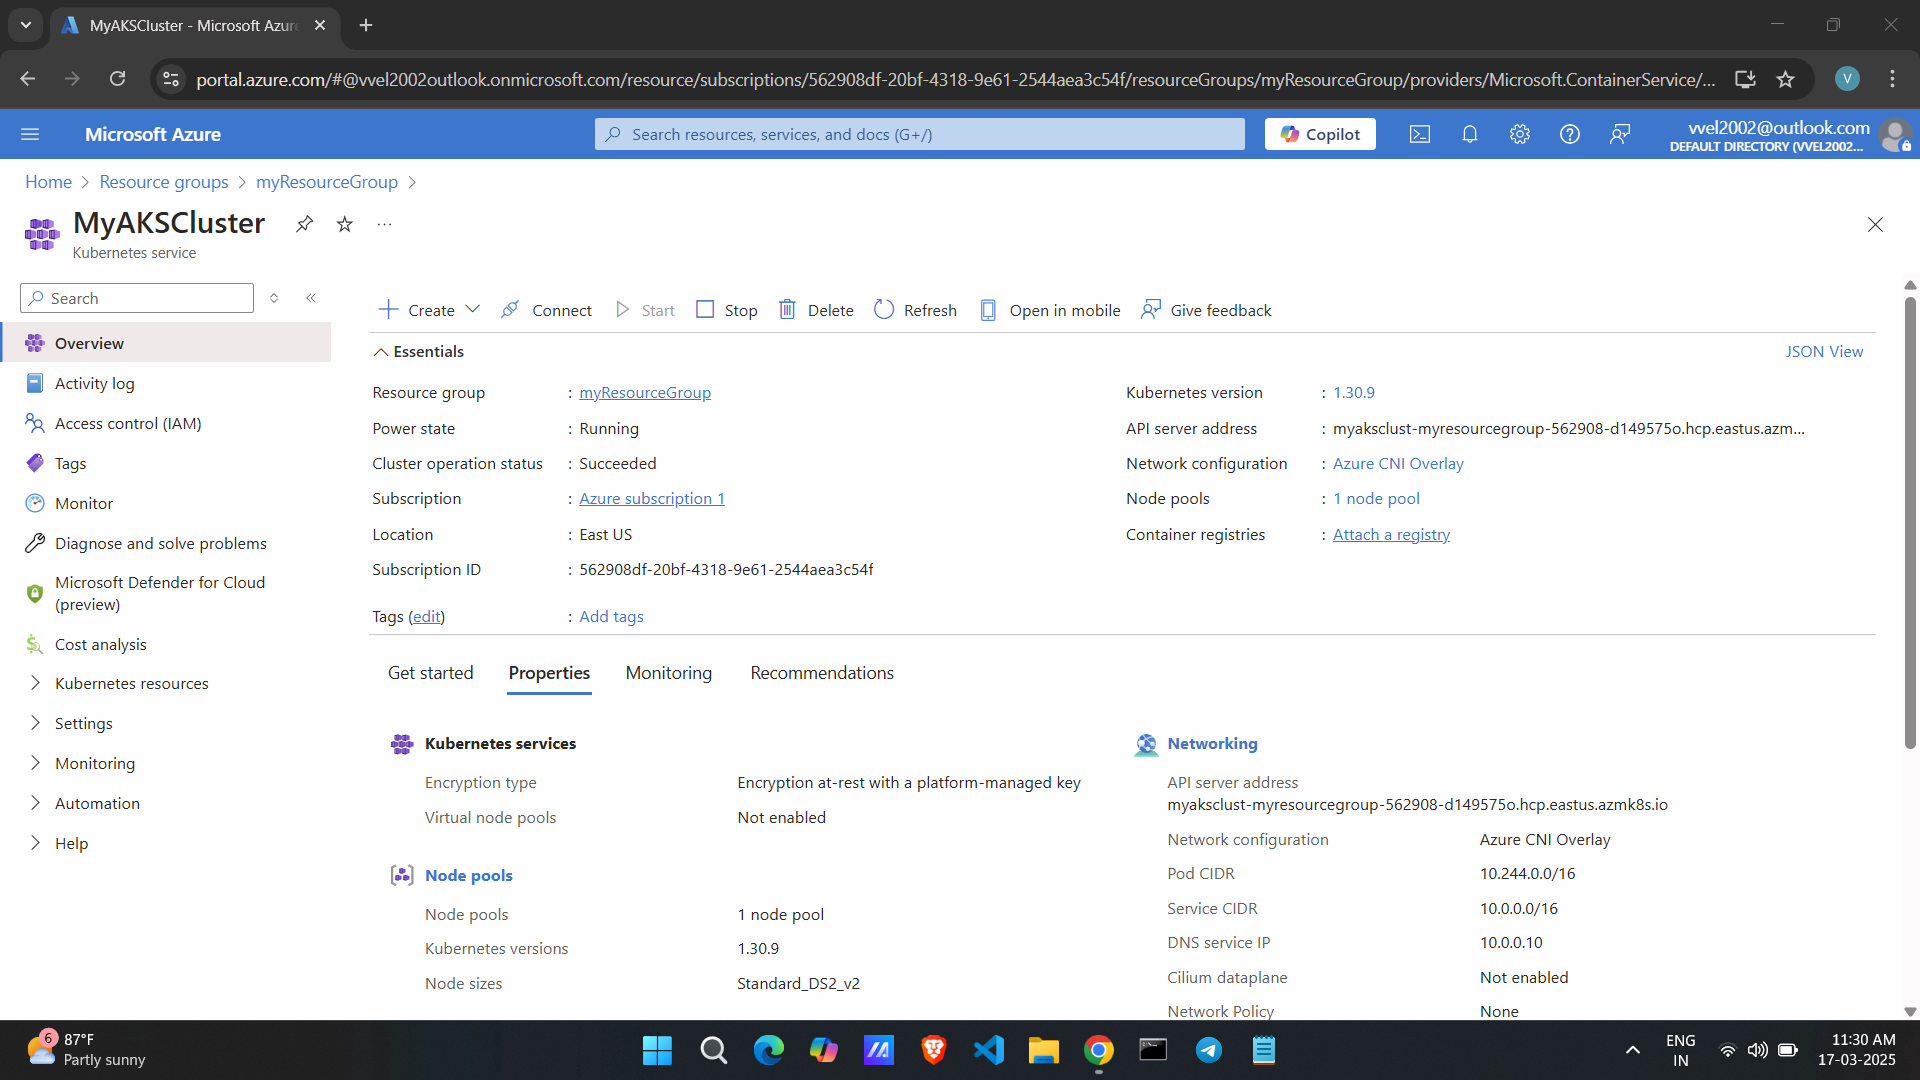 MyAKSCluster - Microsoft Azure
portal.azure.com/#@vvel2002outlook.onmicrosoft.com/resource/subscriptions/562908df-20bf-4318-9e61-2544aea3c54f/resourceGroups/myResourceGroup/providers/Microsoft.ContainerService/...
V
Microsoft Azure
Search resources, services, and docs (G+/)
Copilot
vvel2002@outlook.com
DEFAULT DIRECTORY (VVEL2002...
Home > Resource groups > myResourceGroup >
MyAKSCluster
...
Kubernetes service
Search
Create
Connect
Start
Stop
Delete
Refresh
Open in mobile
Give feedback
Overview
Activity log
Access control (IAM)
Tags
Monitor
Diagnose and solve problems
Microsoft Defender for Cloud
(preview)
Cost analysis
Kubernetes resources
Settings
Monitoring
Automation
Help
Essentials
JSON View
Resource group : myResourceGroup
Power state : Running
Cluster operation status : Succeeded
Subscription : Azure subscription 1
Location : East US
Subscription ID : 562908df-20bf-4318-9e61-2544aea3c54f
Tags (edit) : Add tags
Kubernetes version : 1.30.9
API server address : myaksclust-myresourcegroup-562908-d149575o.hcp.eastus.azm...
Network configuration : Azure CNI Overlay
Node pools : 1 node pool
Container registries : Attach a registry
Get started
Properties
Monitoring
Recommendations
Kubernetes services
Encryption type Encryption at-rest with a platform-managed key
Virtual node pools Not enabled
Node pools
Node pools 1 node pool
Kubernetes versions 1.30.9
Node sizes Standard_DS2_v2
Networking
API server address
myaksclust-myresourcegroup-562908-d149575o.hcp.eastus.azmk8s.io
Network configuration Azure CNI Overlay
Pod CIDR 10.244.0.0/16
Service CIDR 10.0.0.0/16
DNS service IP 10.0.0.10
Cilium dataplane Not enabled
Network Policy None
6
87°F
Partly sunny
ENG
IN
11:30 AM
17-03-2025